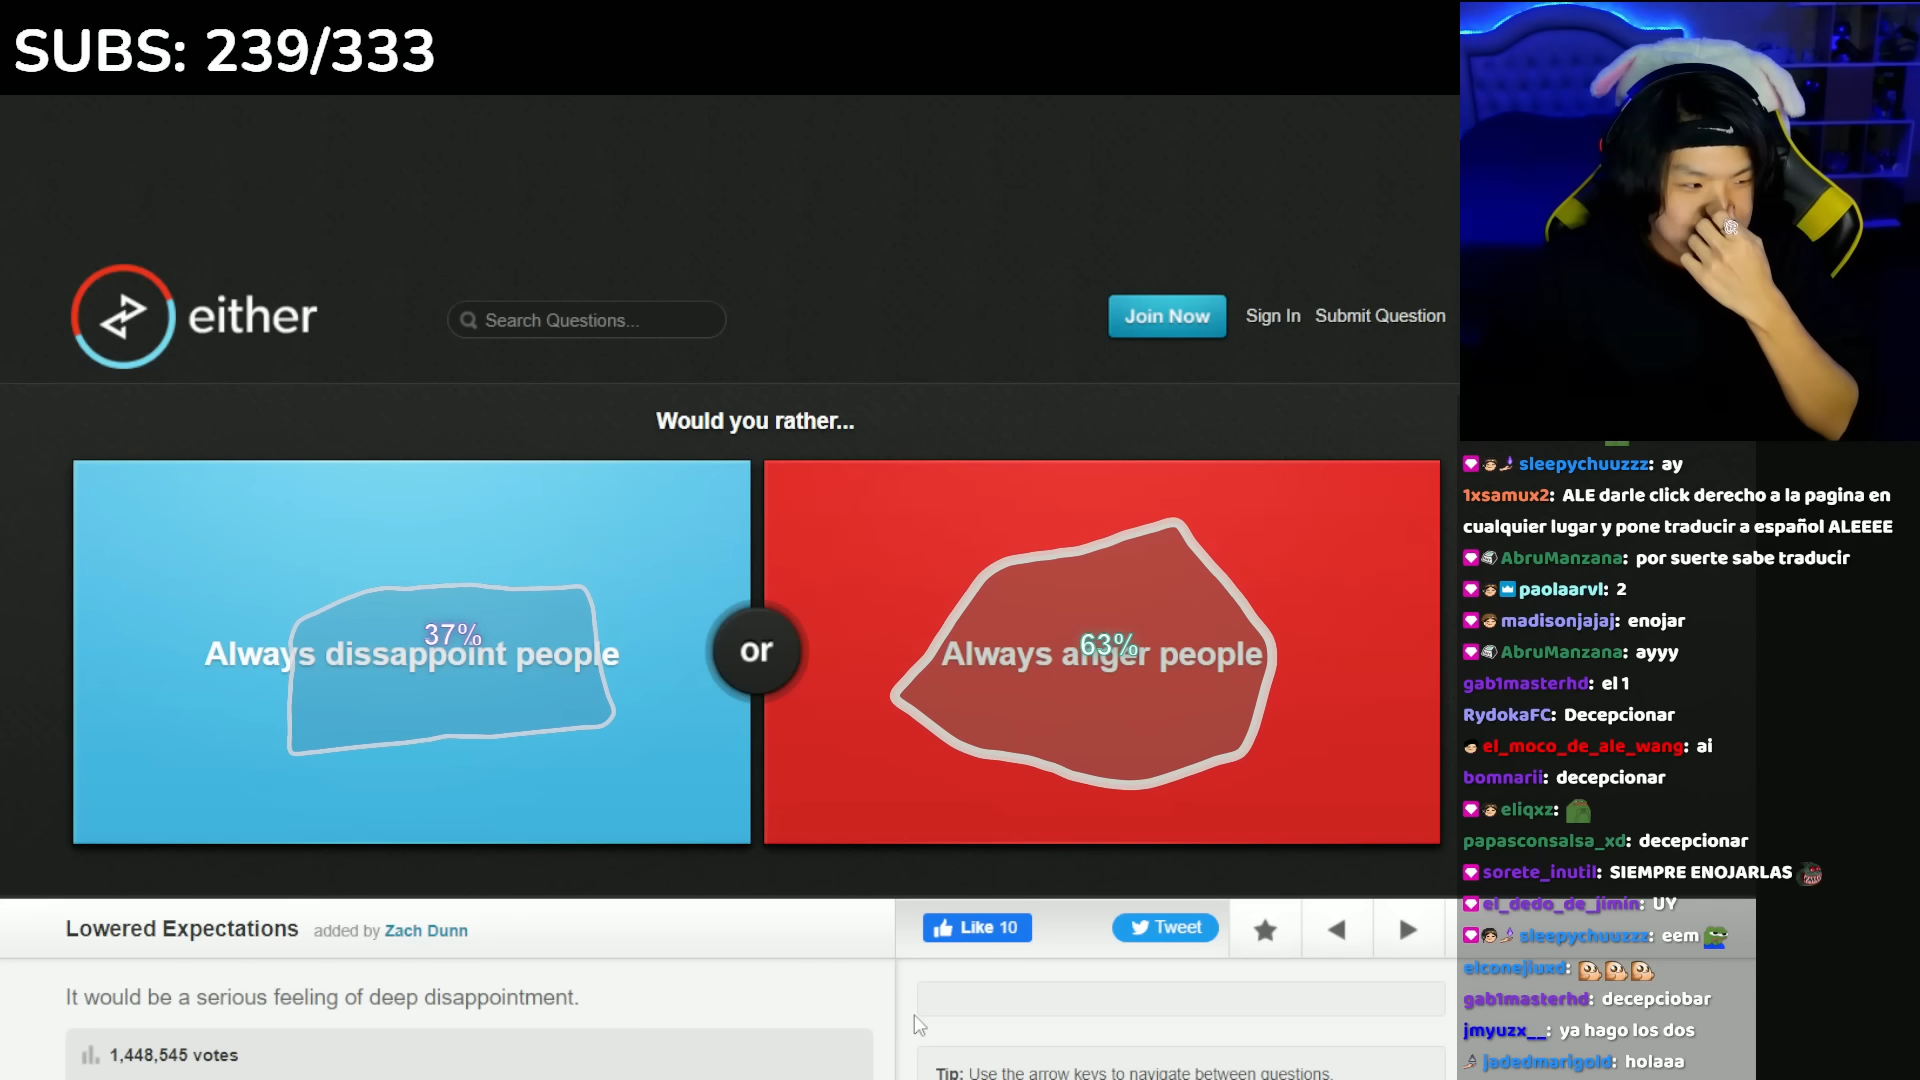 SUBS: 239/333
either
Search Questions...
Join Now
Sign In
Submit Question
Would you rather...
Always dissappoint people
37%
or
Always anger people
63%
Lowered Expectations
added by Zach Dunn
Like 10
Tweet
It would be a serious feeling of deep disappointment.
1,448,545 votes
Tip: Use the arrow keys to navigate between questions.
sleepychuuzzz: ay
1xsamux2: ALE darle click derecho a la pagina en
cualquier lugar y pone traducir a español ALEEEE
AbruManzana: por suerte sabe traducir
paolaarvl: 2
madisonjajaj: enojar
AbruManzana: ayyy
gab1masterhd: el 1
RydokaFC: Decepcionar
el_moco_de_ale_wang: ai
bomnarii: decepcionar
eliqxz:
papasconsalsa_xd: decepcionar
sorete_inutil: SIEMPRE ENOJARLAS
el_dedo_de_jimin: UY
sleepychuuzzz: eem
elconejiuxd:
gab1masterhd: decepciobar
jmyuzx__: ya hago los dos
jadedmarigold: holaaa